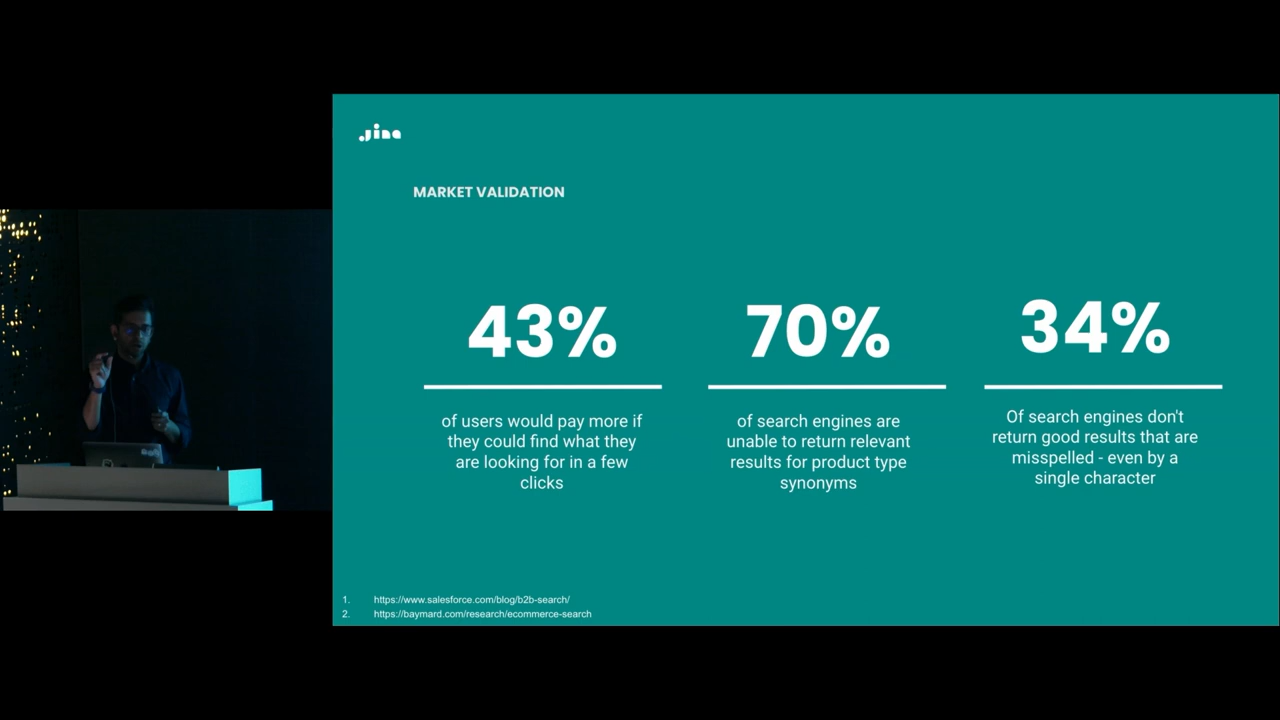 .jina
MARKET VALIDATION
43%
of users would pay more if
they could find what they
are looking for in a few
clicks
70%
of search engines are
unable to return relevant
results for product type
synonyms
34%
Of search engines don't
return good results that are
misspelled - even by a
single character
1. https://www.salesforce.com/blog/b2b-search/
2. https://baymard.com/research/ecommerce-search